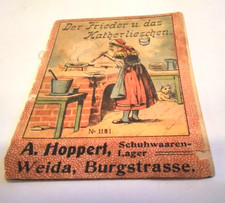 Der Frieder u. das
Katherlieschen.
No 1181
A. Hoppert, Schuhwaaren-
Lager
Weida, Burgstrasse.